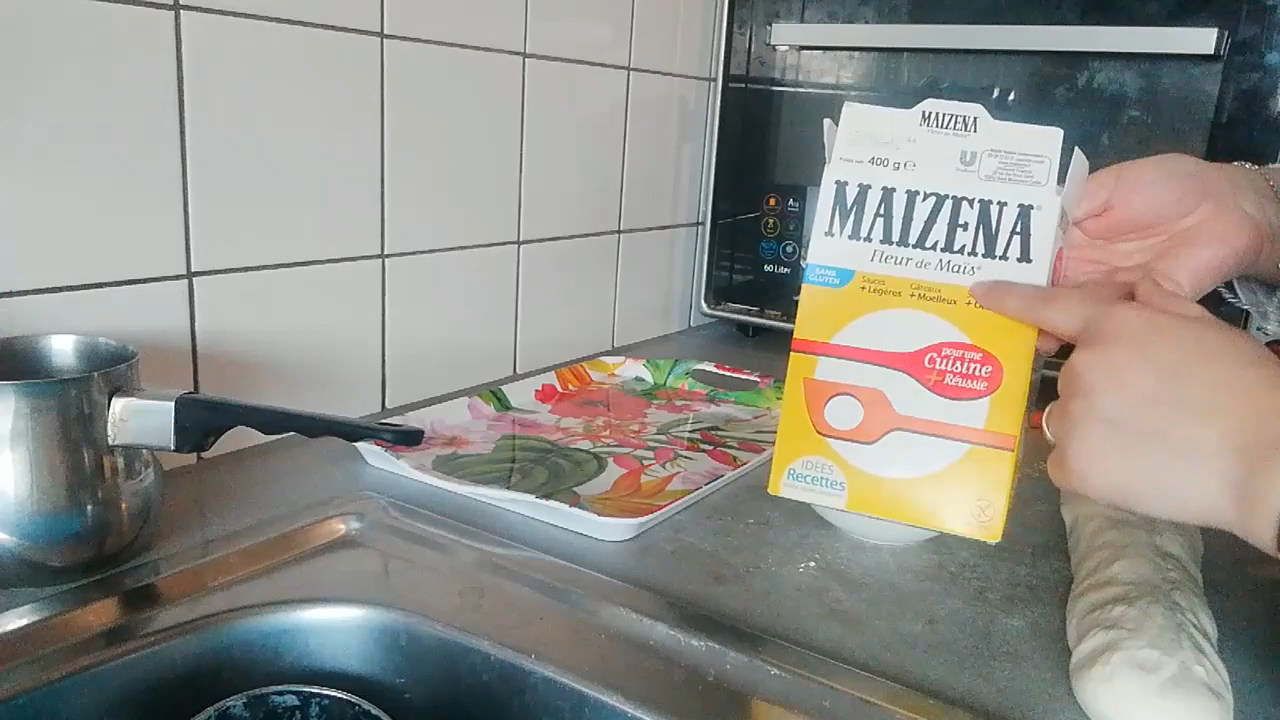 MAIZENA
Fleur de Maïs
400 g e
MAIZENA®
Fleur de Maïs®
SANS
GLUTEN
Sauces
+Légères
Gâteaux
+Moelleux
pour une
Cuisine
+Réussie
IDÉES
Recettes
60 Liter